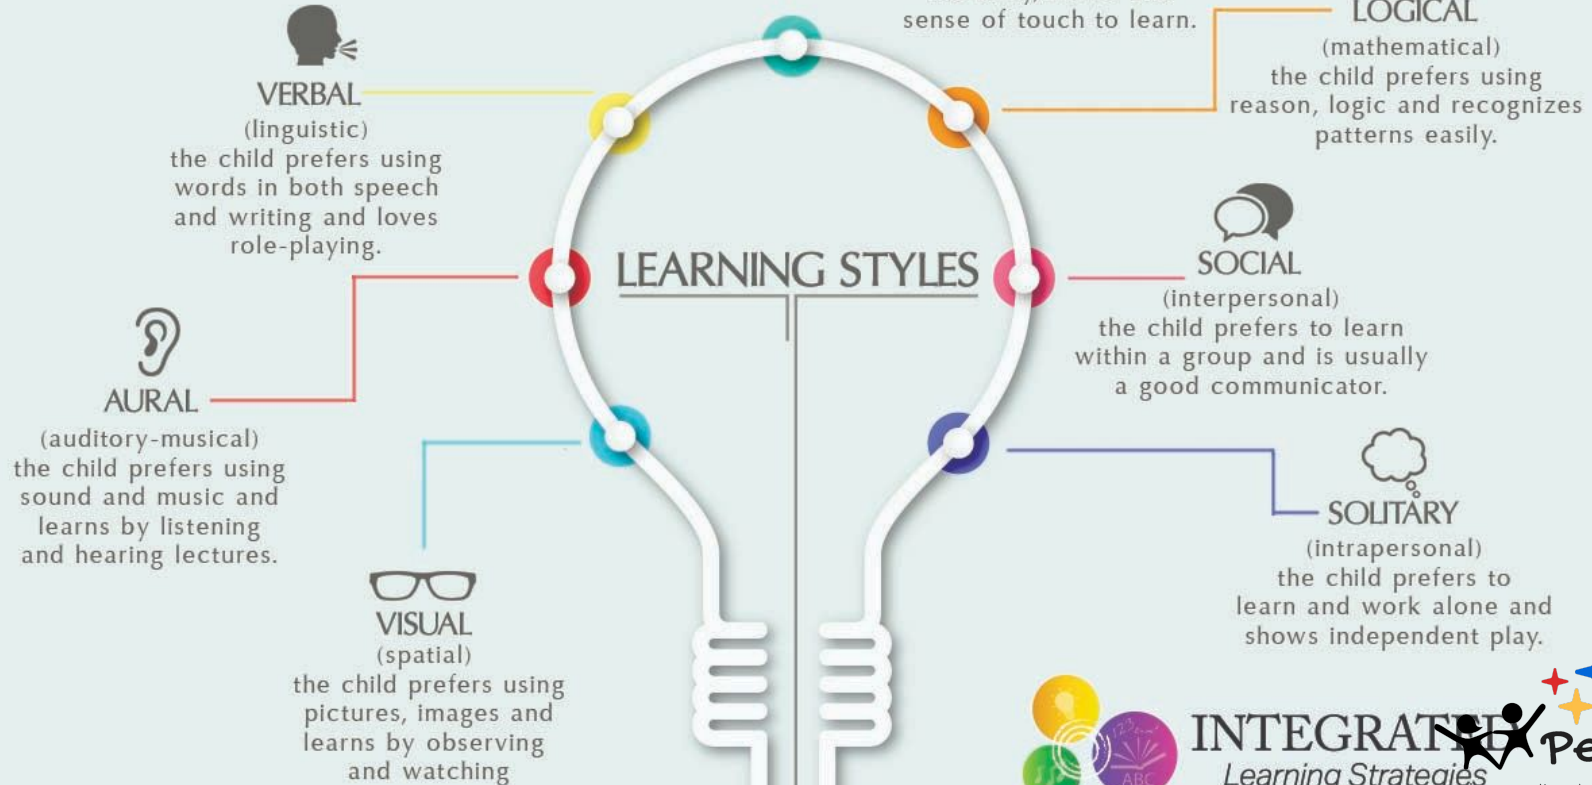 sense of touch to learn.
LOGICAL
(mathematical)
the child prefers using
reason, logic and recognizes
patterns easily.
VERBAL
(linguistic)
the child prefers using
words in both speech
and writing and loves
role-playing.
LEARNING STYLES
SOCIAL
(interpersonal)
the child prefers to learn
within a group and is usually
a good communicator.
AURAL
(auditory-musical)
the child prefers using
sound and music and
learns by listening
and hearing lectures.
SOLITARY
(intrapersonal)
the child prefers to
learn and work alone and
shows independent play.
VISUAL
(spatial)
the child prefers using
pictures, images and
learns by observing
and watching
123
ABC
INTEGRATED
Learning Strategies
Pe